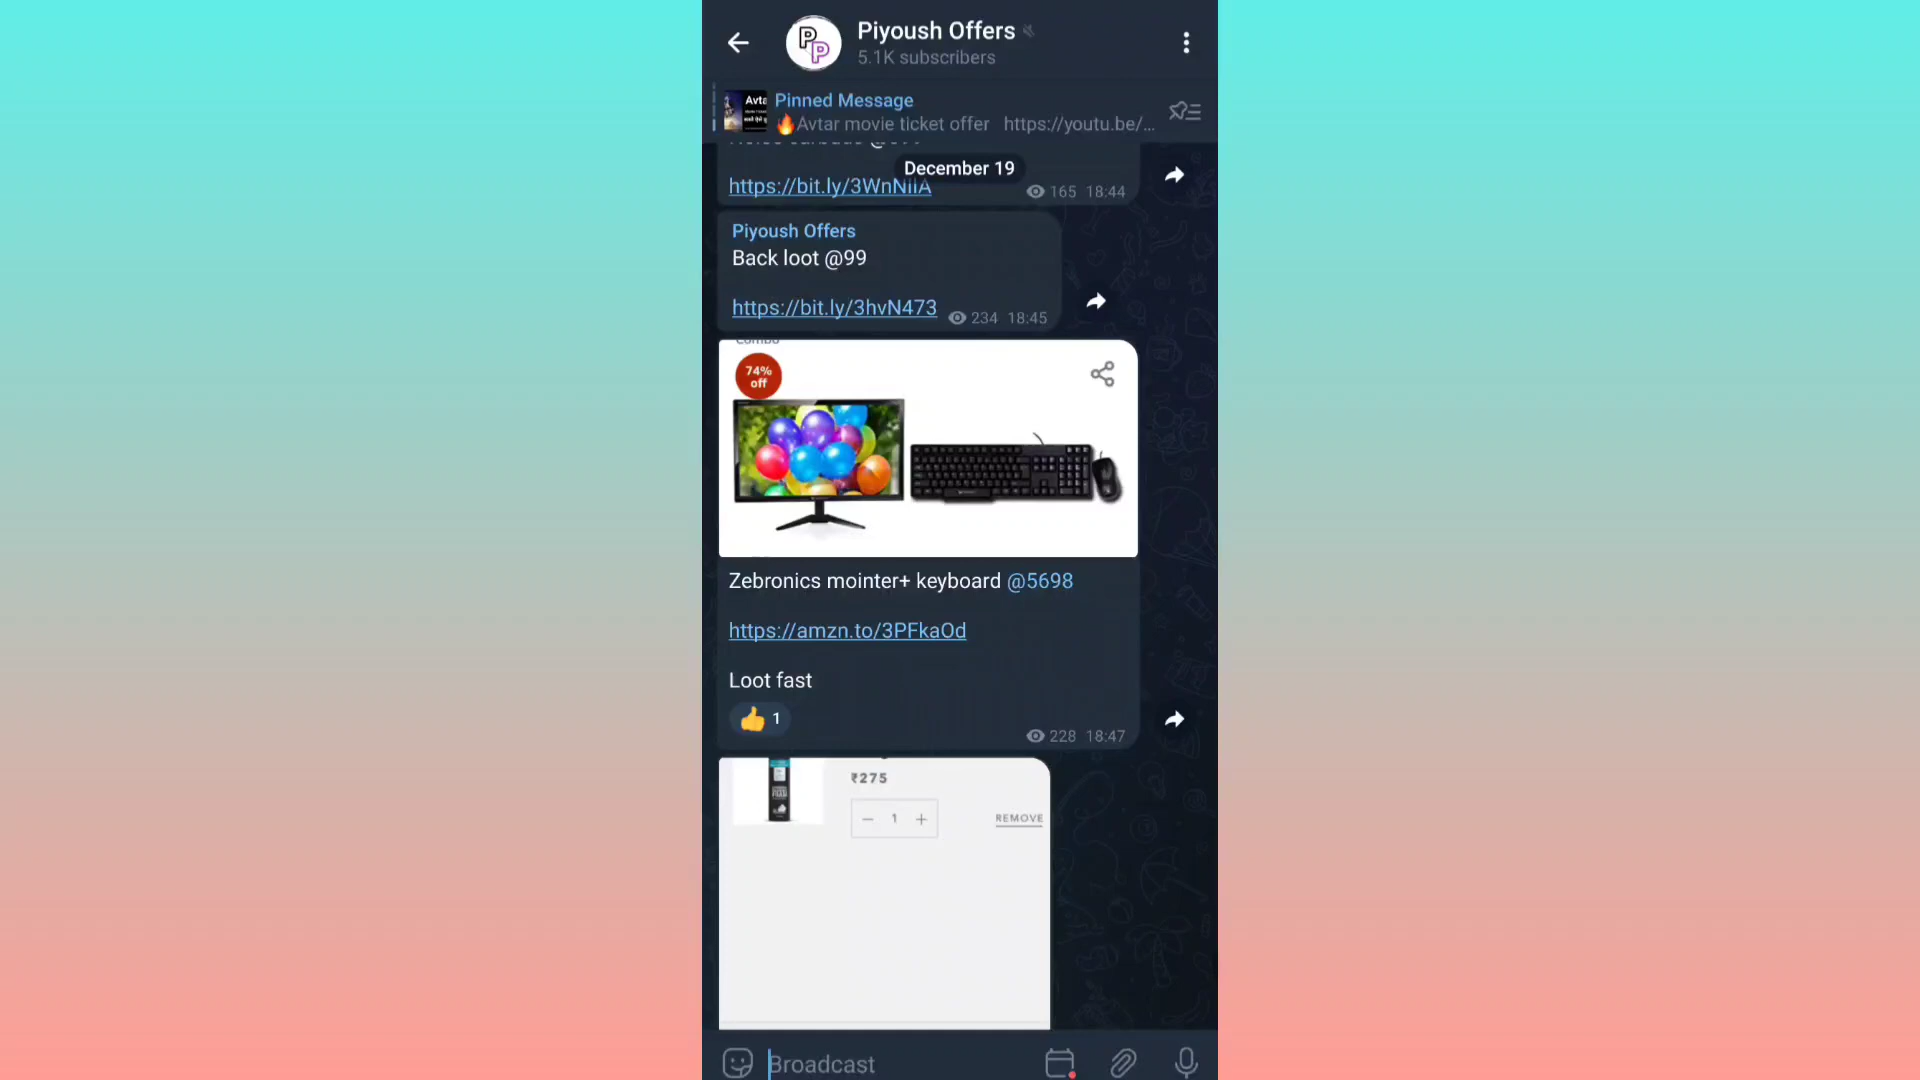 Piyoush Offers
5.1K subscribers
Pinned Message
Avta
🔥Avtar movie ticket offer https://youtu.be/...
December 19
https://bit.ly/3WnNiiA
165 18:44
Piyoush Offers
Back loot @99
https://bit.ly/3hvN473
234 18:45
Combo
74%
off
Zebronics mointer+ keyboard @5698
https://amzn.to/3PFkaOd
Loot fast
👍 1
228 18:47
₹275
− 1 +
REMOVE
Broadcast